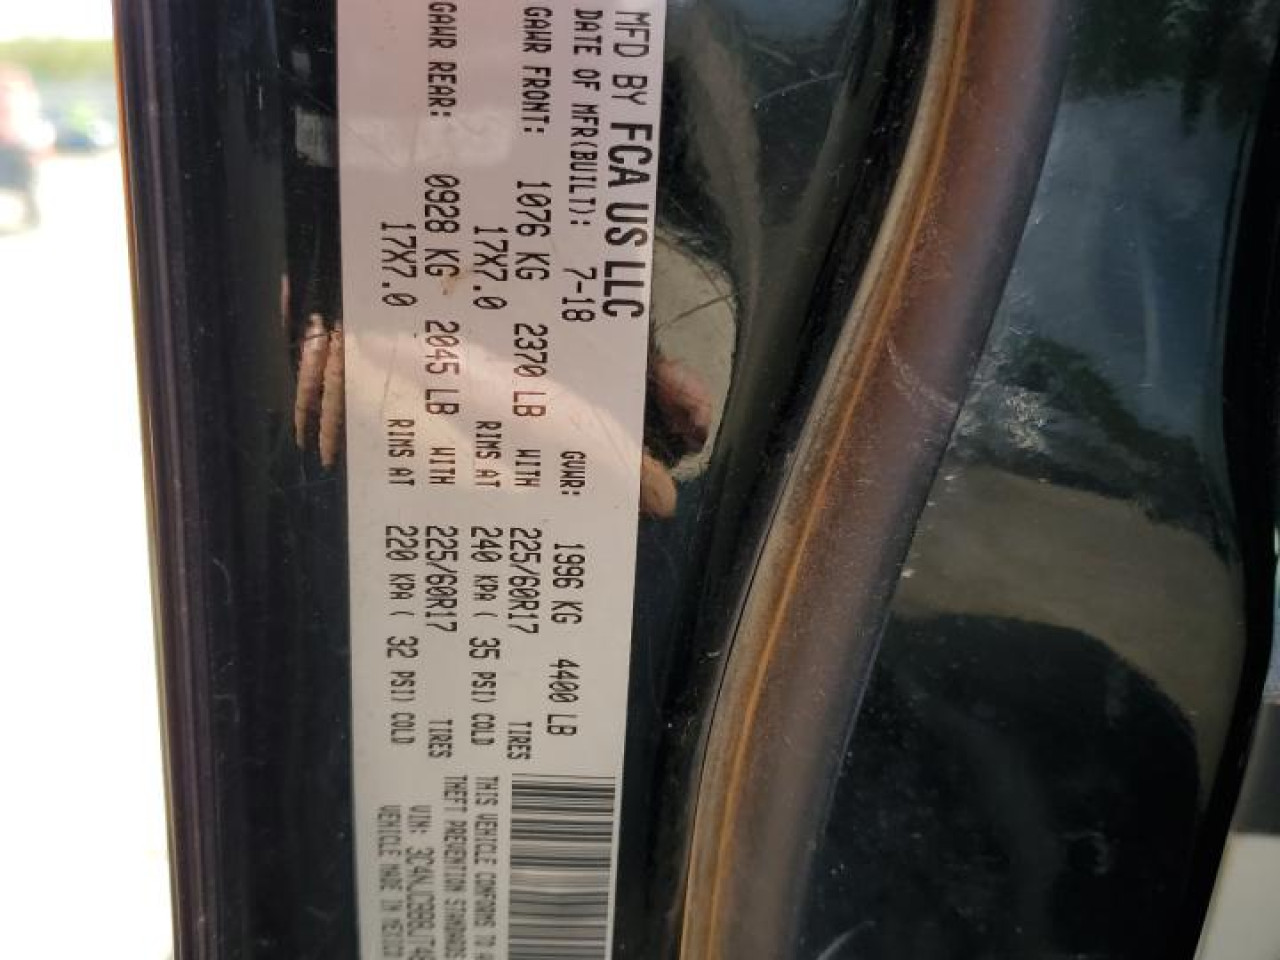 MFD BY FCA US LLC
DATE OF MFR(BUILT): 7-18 GVWR: 1996 KG 4400 LB
GAWR FRONT: 1076 KG 2370 LB WITH 225/60R17 TIRES
17X7.0 RIMS AT 240 KPA( 35 PSI) COLD
GAWR REAR: 0928 KG 2045 LB WITH 225/60R17 TIRES
17X7.0 RIMS AT 220 KPA( 32 PSI) COLD
THIS VEHICLE CONFORMS TO
THEFT PREVENTION STANDARDS
VIN:
VEHICLE MADE IN MEXICO